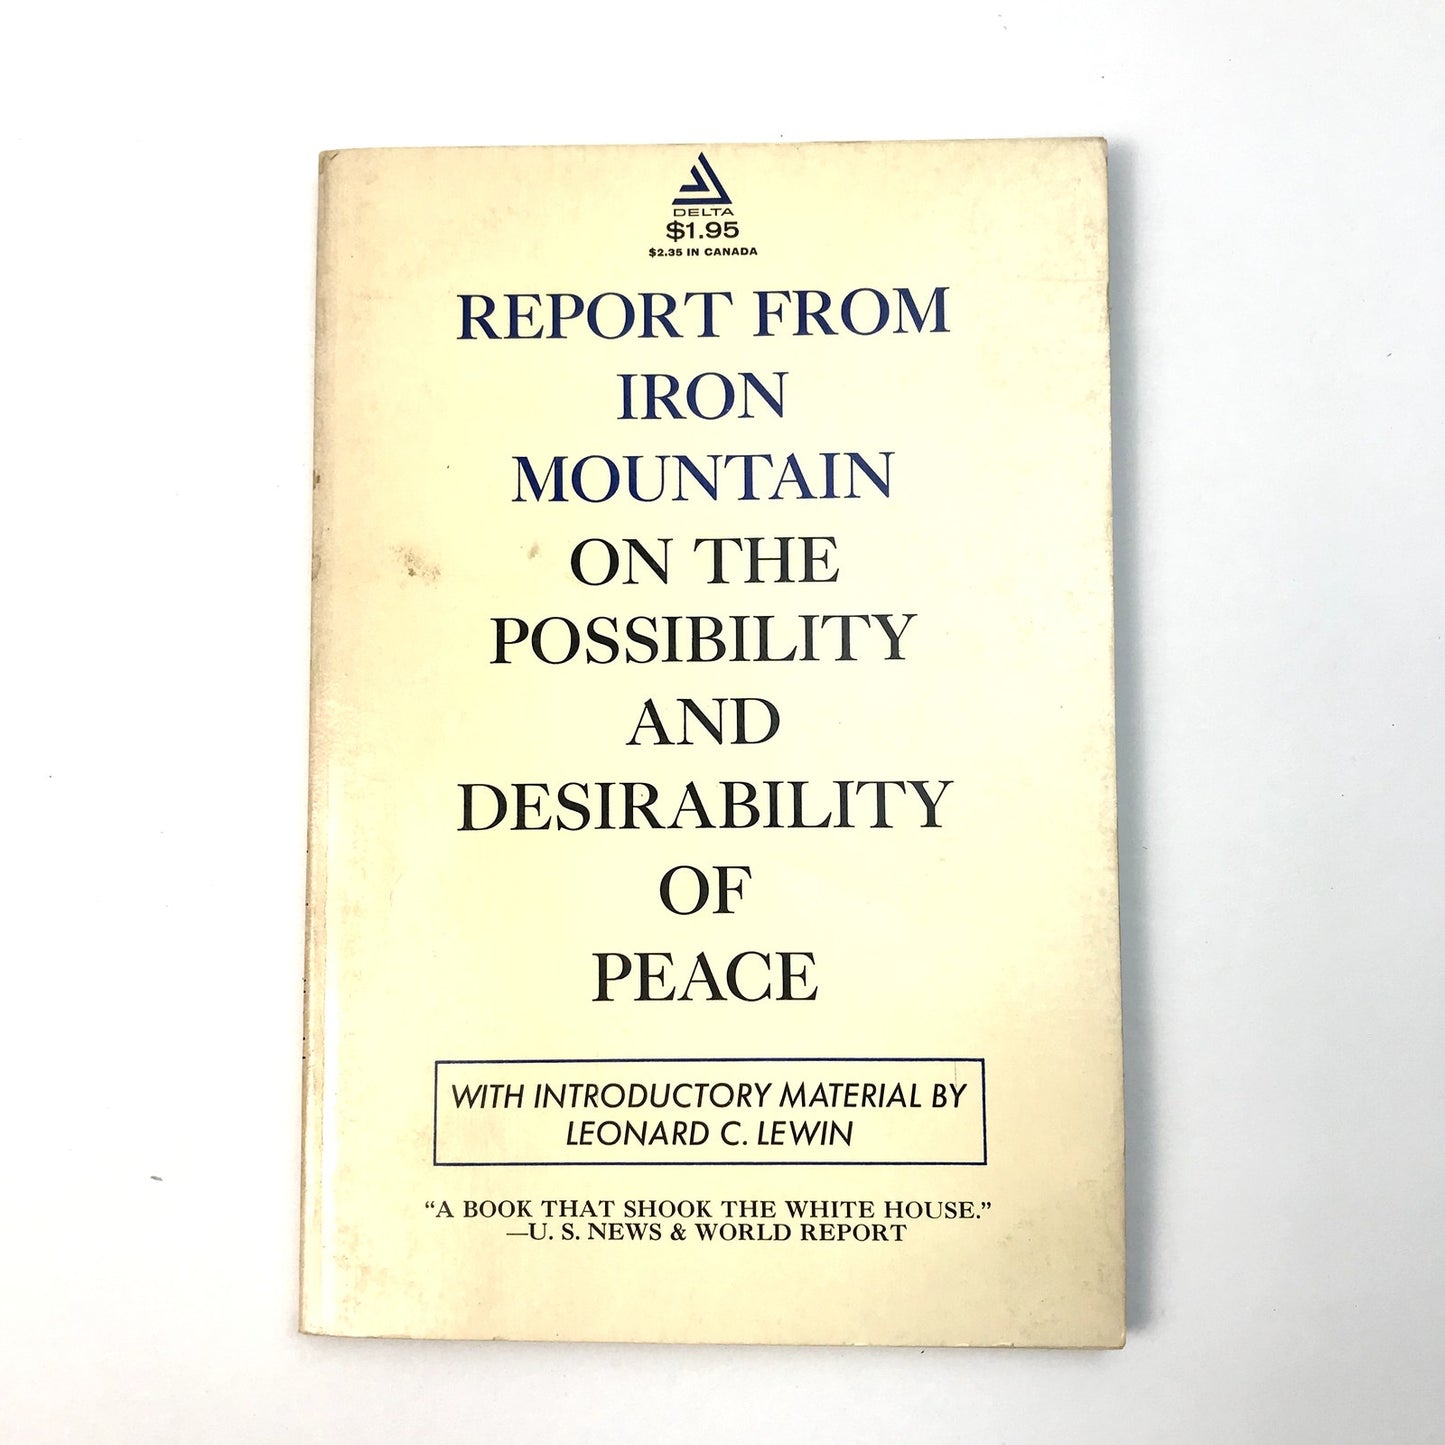 DELTA
$1.95
$2.35 IN CANADA
REPORT FROM
IRON
MOUNTAIN
ON THE
POSSIBILITY
AND
DESIRABILITY
OF
PEACE
WITH INTRODUCTORY MATERIAL BY
LEONARD C. LEWIN
“A BOOK THAT SHOOK THE WHITE HOUSE.”
—U. S. NEWS & WORLD REPORT